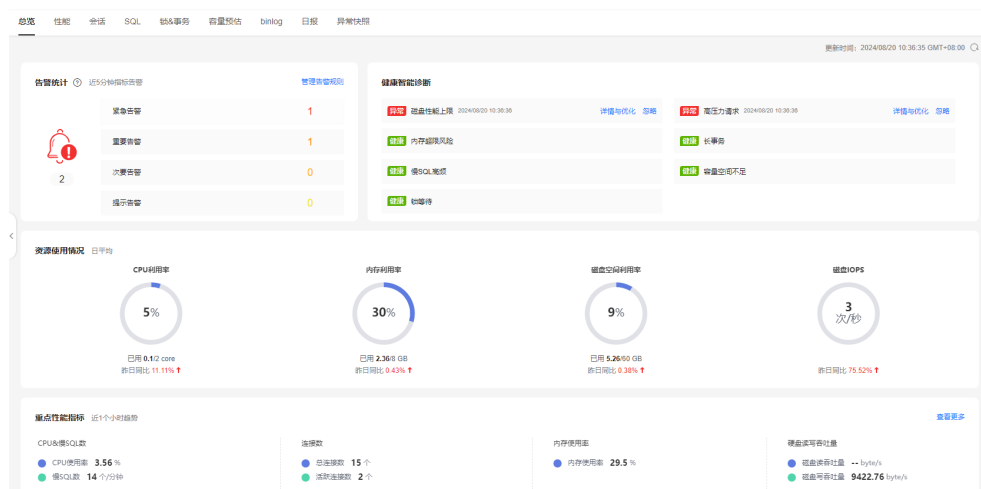 总览 性能 会话 SQL 锁&事务 容量预估 binlog 日报 异常快照
更新时间：2024/08/20 10:36:35 GMT+08:00
告警统计 近5分钟指标告警 管理告警规则
紧急告警 1
重要告警 1
次要告警 0
提示告警 0
2
健康智能诊断
异常 磁盘性能上限 2024/08/20 10:36:36 详情与优化 忽略
异常 高压力请求 2024/08/20 10:36:36 详情与优化 忽略
健康 内存超限风险
健康 长事务
健康 慢SQL高频
健康 容量空间不足
健康 锁等待
资源使用情况 日平均
CPU利用率
5%
已用 0.1/2 core
昨日同比 11.11%
内存利用率
30%
已用 2.36/8 GB
昨日同比 0.43%
磁盘空间利用率
9%
已用 5.26/60 GB
昨日同比 0.38%
磁盘IOPS
3
次/秒
昨日同比 75.52%
重点性能指标 近1个小时趋势 查看更多
CPU&慢SQL数
CPU使用率 3.56 %
慢SQL数 14 个/分钟
连接数
总连接数 15 个
活跃连接数 2 个
内存使用率
内存使用率 29.5 %
硬盘读写吞吐量
磁盘读吞吐量 -- byte/s
磁盘写吞吐量 9422.76 byte/s